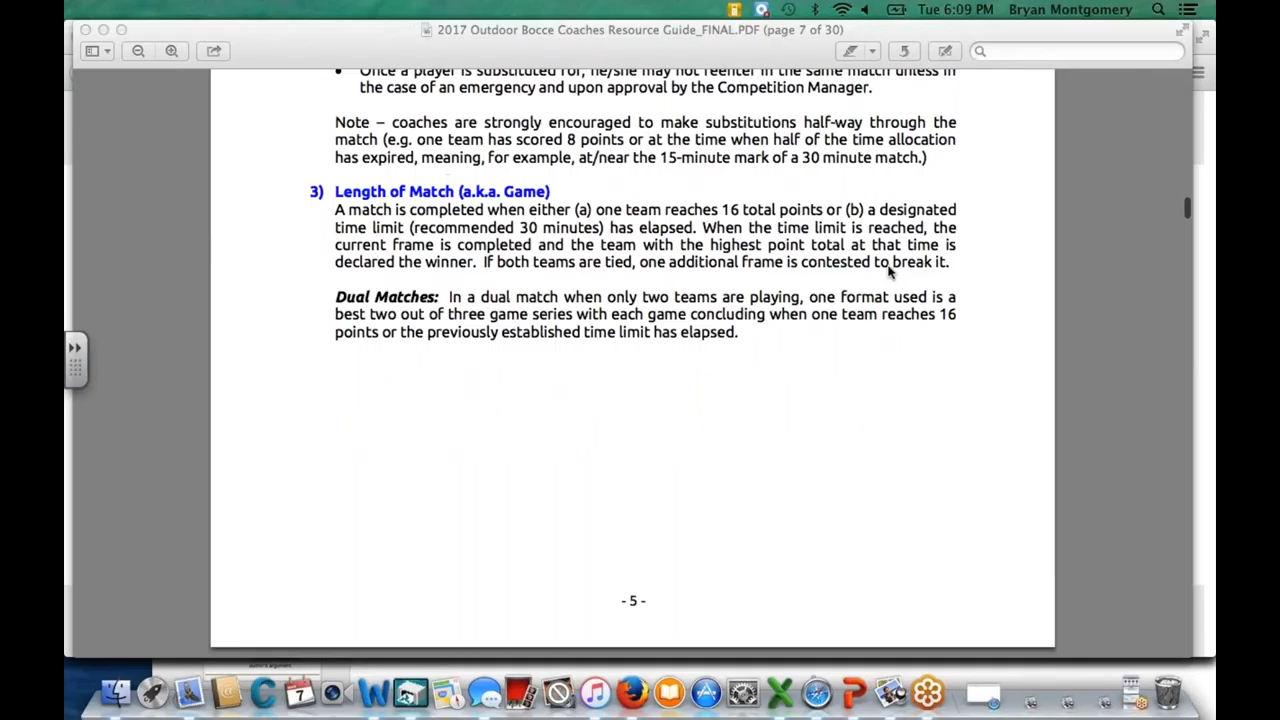 Tue 6:09 PM Bryan Montgomery
2017 Outdoor Bocce Coaches Resource Guide_FINAL.PDF (page 7 of 30)
• Once a player is substituted for, he/she may not reenter in the same match unless in
the case of an emergency and upon approval by the Competition Manager.
Note – coaches are strongly encouraged to make substitutions half-way through the
match (e.g. one team has scored 8 points or at the time when half of the time allocation
has expired, meaning, for example, at/near the 15-minute mark of a 30 minute match.)
3) Length of Match (a.k.a. Game)
A match is completed when either (a) one team reaches 16 total points or (b) a designated
time limit (recommended 30 minutes) has elapsed. When the time limit is reached, the
current frame is completed and the team with the highest point total at that time is
declared the winner. If both teams are tied, one additional frame is contested to break it.
Dual Matches: In a dual match when only two teams are playing, one format used is a
best two out of three game series with each game concluding when one team reaches 16
points or the previously established time limit has elapsed.
- 5 -
7